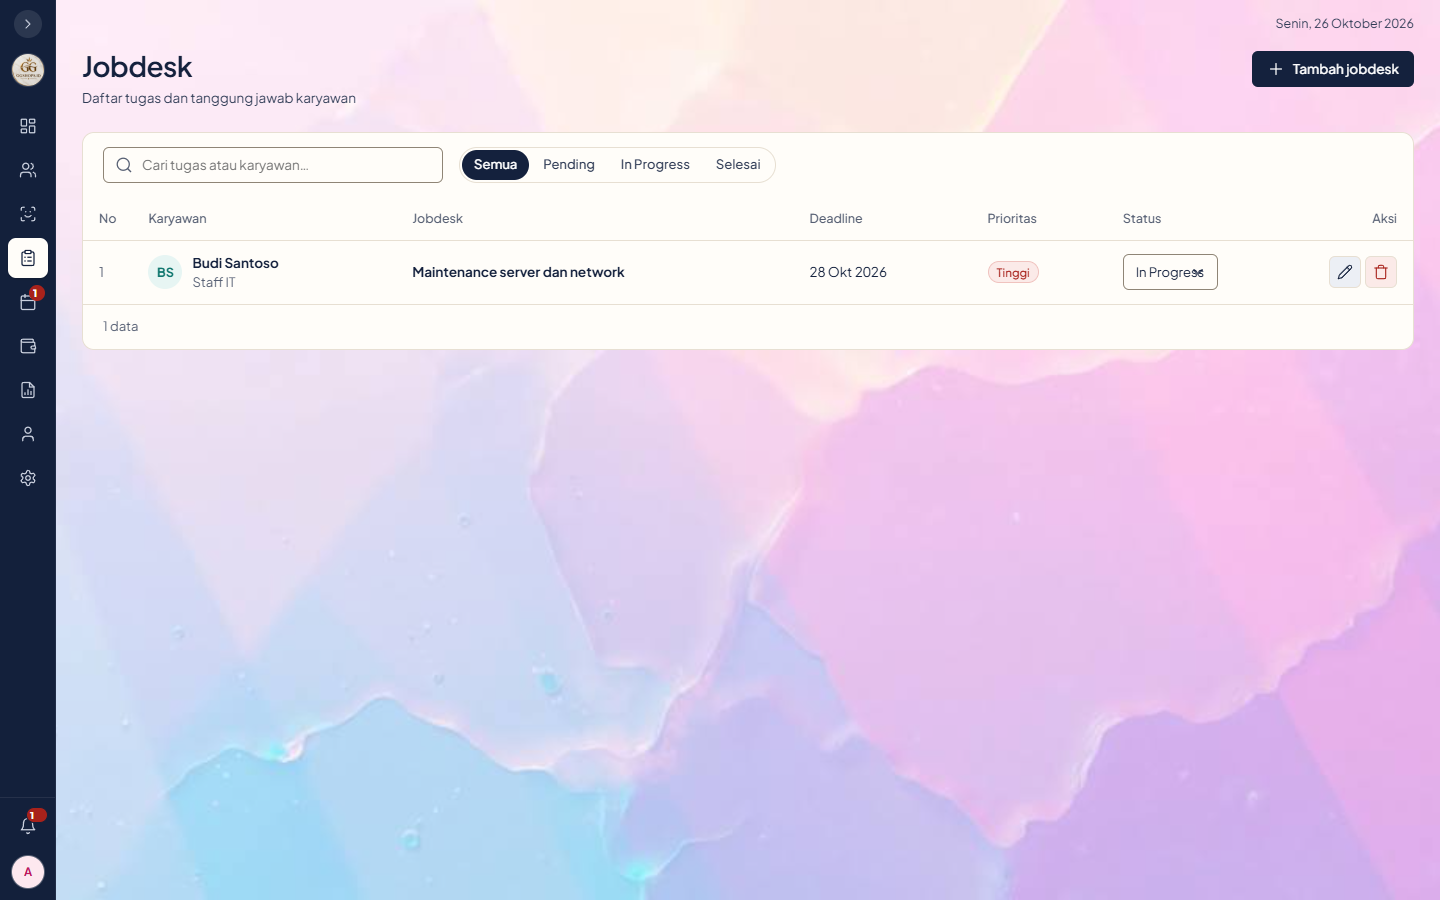 Senin, 26 Oktober 2026
Jobdesk
Daftar tugas dan tanggung jawab karyawan
Tambah jobdesk
Cari tugas atau karyawan...
Semua Pending In Progress Selesai
No Karyawan Jobdesk Deadline Prioritas Status Aksi
1 BS Budi Santoso Maintenance server dan network 28 Okt 2026 Tinggi In Progress
Staff IT
1 data
1
1
A